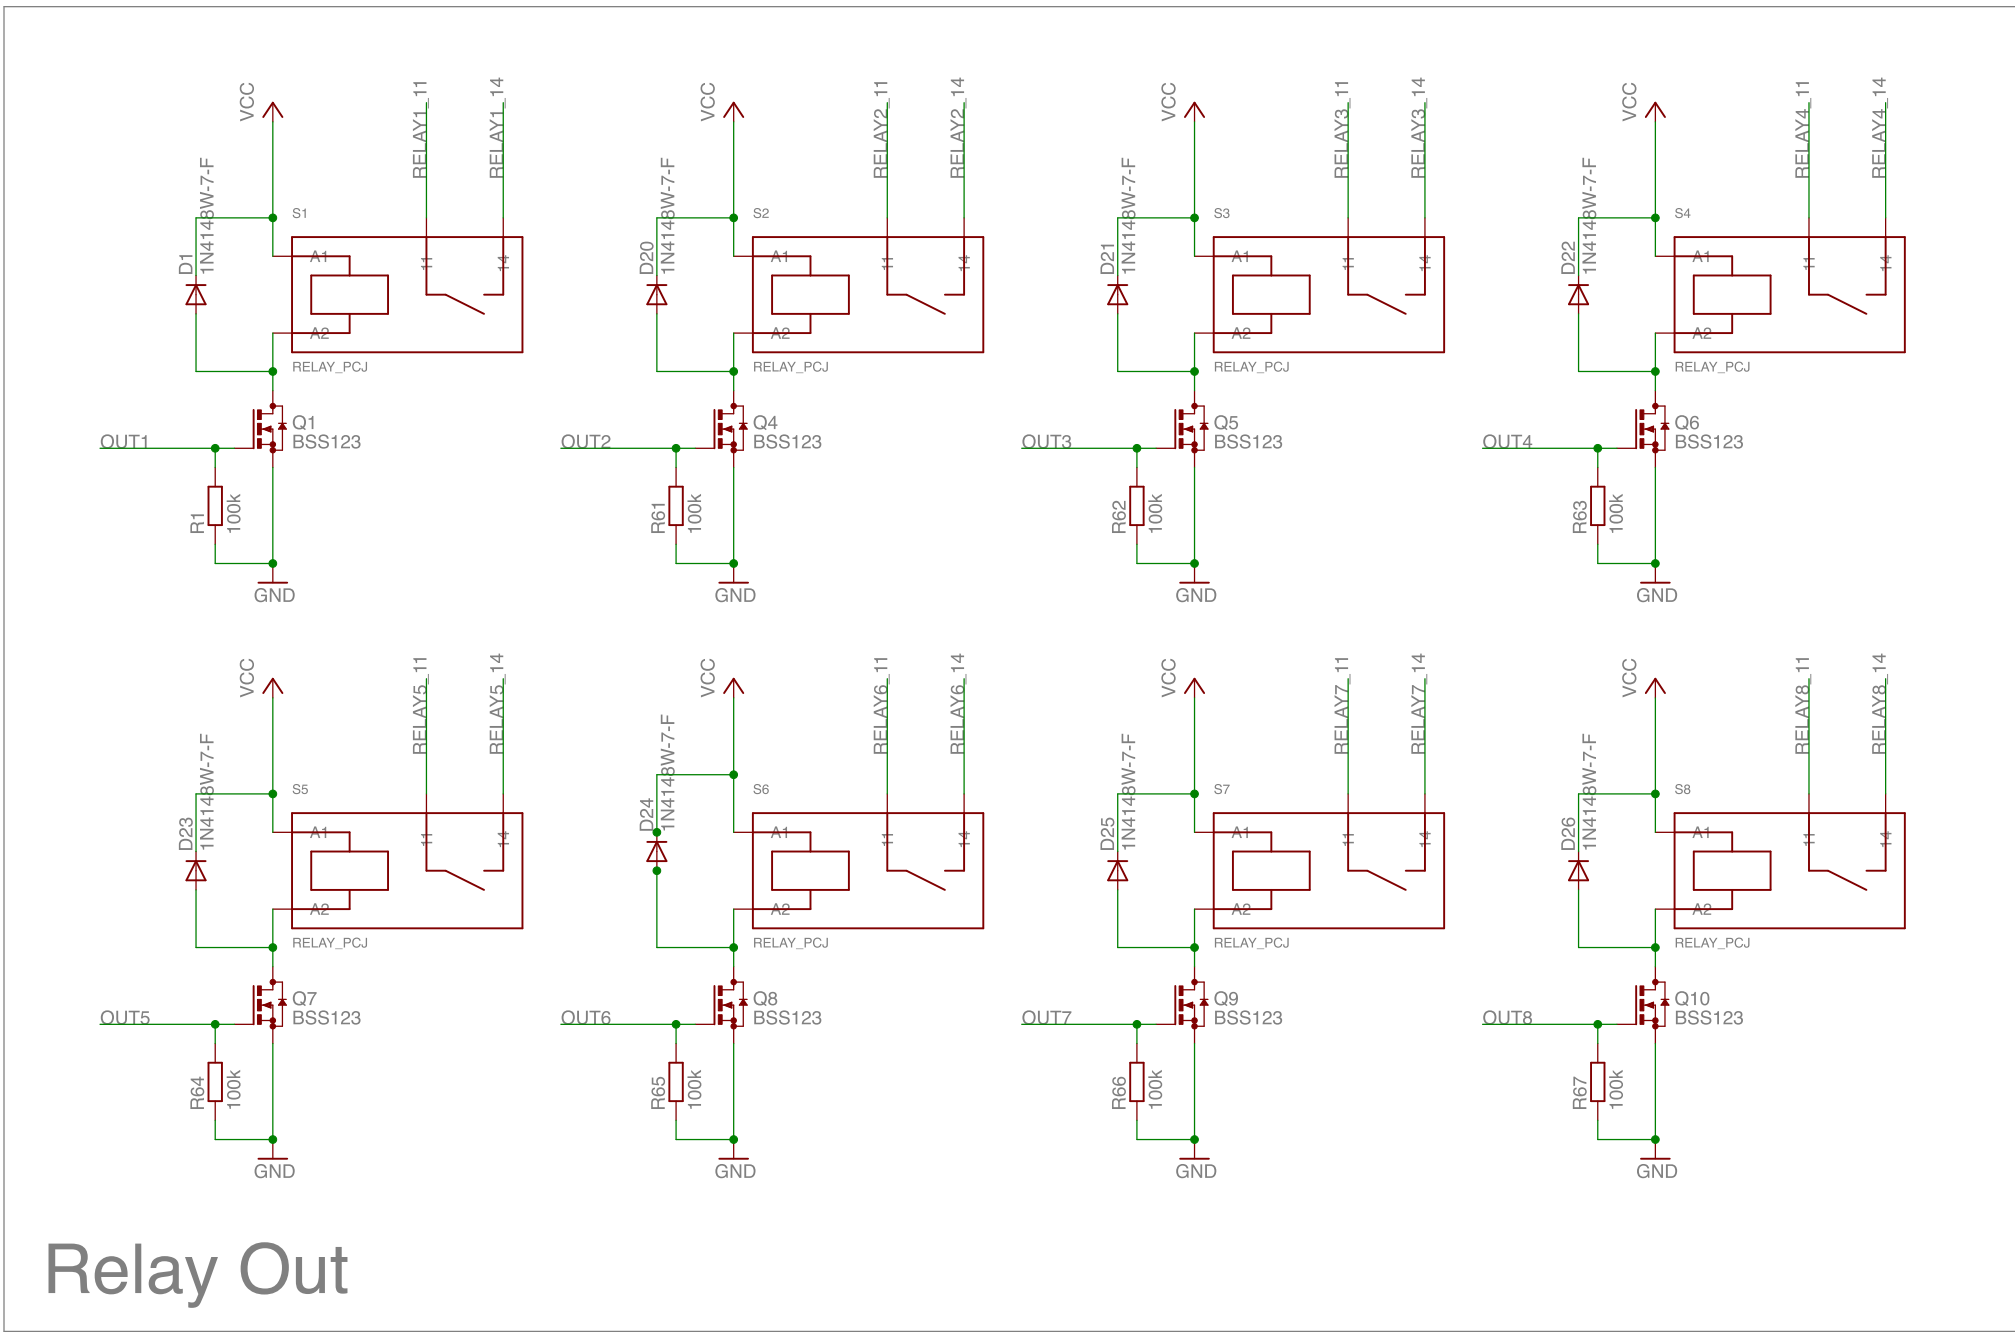 VCC
RELAY1_11
RELAY1_14
D1
1N4148W-7-F
S1
A1
11
14
A2
RELAY_PCJ
Q1
BSS123
OUT1
R1
100k
GND
VCC
RELAY2_11
RELAY2_14
D20
1N4148W-7-F
S2
A1
11
14
A2
RELAY_PCJ
Q4
BSS123
OUT2
R61
100k
GND
VCC
RELAY3_11
RELAY3_14
D21
1N4148W-7-F
S3
A1
11
14
A2
RELAY_PCJ
Q5
BSS123
OUT3
R62
100k
GND
VCC
RELAY4_11
RELAY4_14
D22
1N4148W-7-F
S4
A1
11
14
A2
RELAY_PCJ
Q6
BSS123
OUT4
R63
100k
GND
VCC
RELAY5_11
RELAY5_14
D23
1N4148W-7-F
S5
A1
11
14
A2
RELAY_PCJ
Q7
BSS123
OUT5
R64
100k
GND
VCC
RELAY6_11
RELAY6_14
D24
1N4148W-7-F
S6
A1
11
14
A2
RELAY_PCJ
Q8
BSS123
OUT6
R65
100k
GND
VCC
RELAY7_11
RELAY7_14
D25
1N4148W-7-F
S7
A1
11
14
A2
RELAY_PCJ
Q9
BSS123
OUT7
R66
100k
GND
VCC
RELAY8_11
RELAY8_14
D26
1N4148W-7-F
S8
A1
11
14
A2
RELAY_PCJ
Q10
BSS123
OUT8
R67
100k
GND
Relay Out